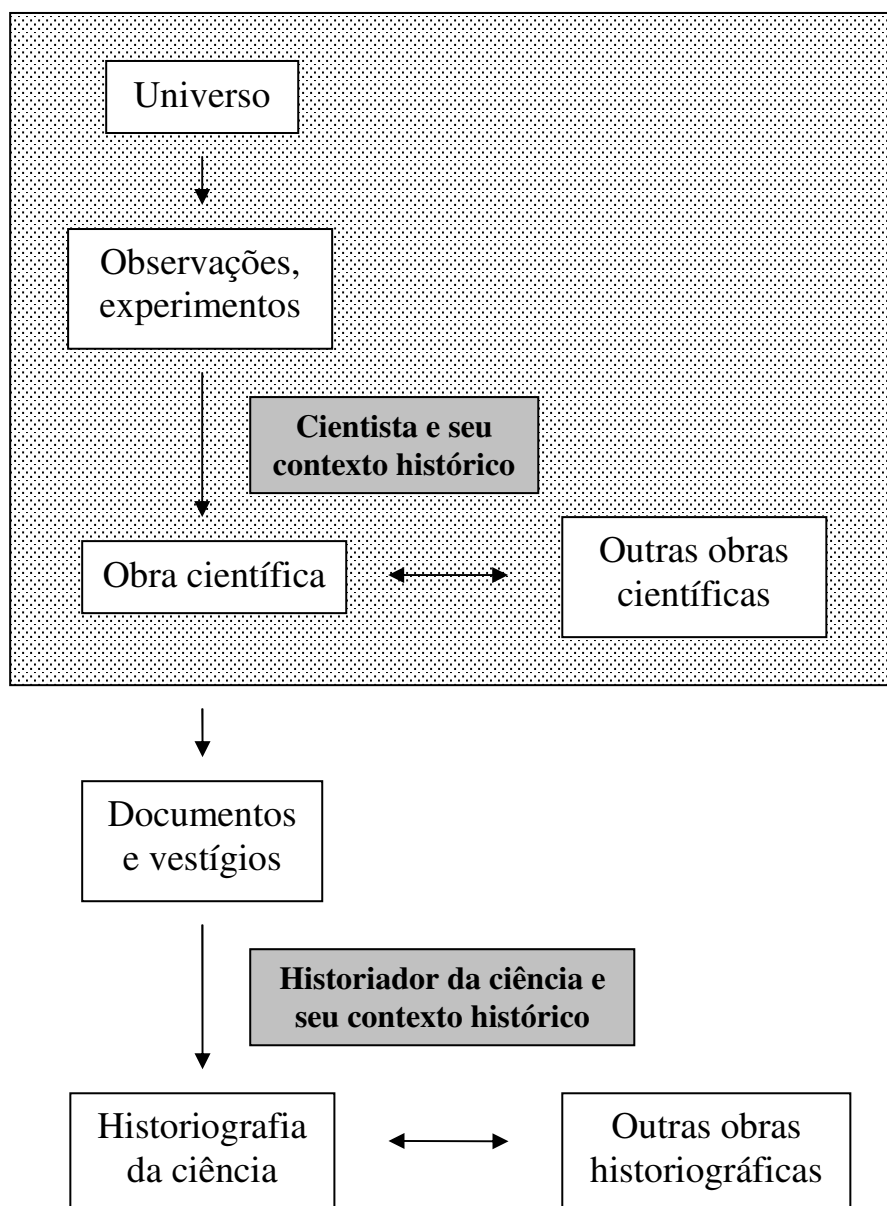 Universo
Observações,
experimentos
Cientista e seu
contexto histórico
Obra científica
Outras obras
científicas
Documentos
e vestígios
Historiador da ciência e
seu contexto histórico
Historiografia
da ciência
Outras obras
historiográficas